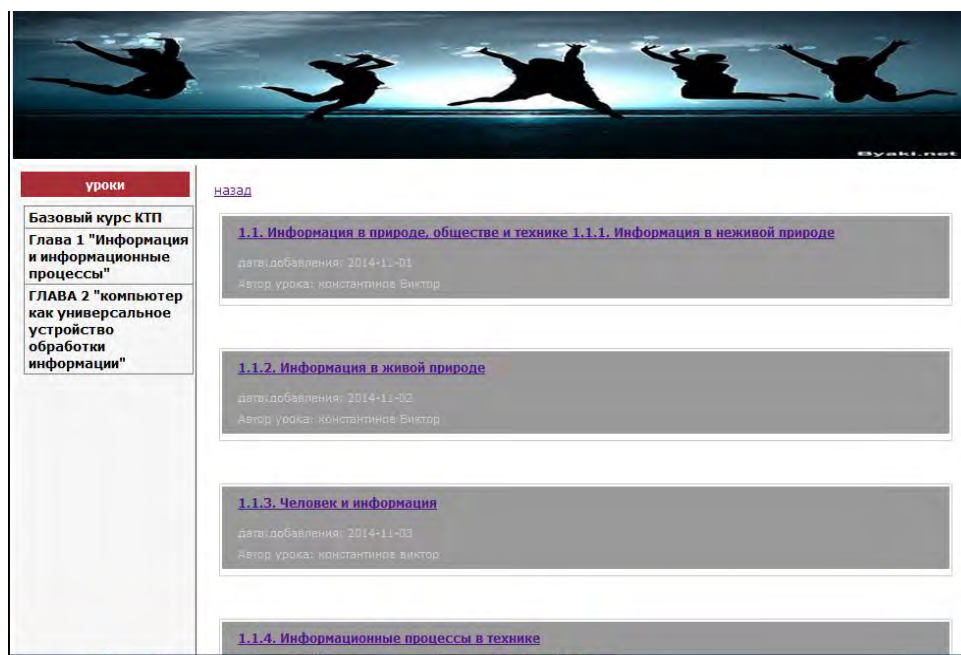 Byaki.net
уроки
Базовый курс КТП
Глава 1 "Информация
и информационные
процессы"
ГЛАВА 2 "компьютер
как универсальное
устройство
обработки
информации"
назад
1.1. Информация в природе, обществе и технике 1.1.1. Информация в неживой природе
дата добавления: 2014-11-01
Автор урока: константинов Виктор
1.1.2. Информация в живой природе
дата добавления: 2014-11-02
Автор урока: константинов Виктор
1.1.3. Человек и информация
дата добавления: 2014-11-03
Автор урока: константинов виктор
1.1.4. Информационные процессы в технике